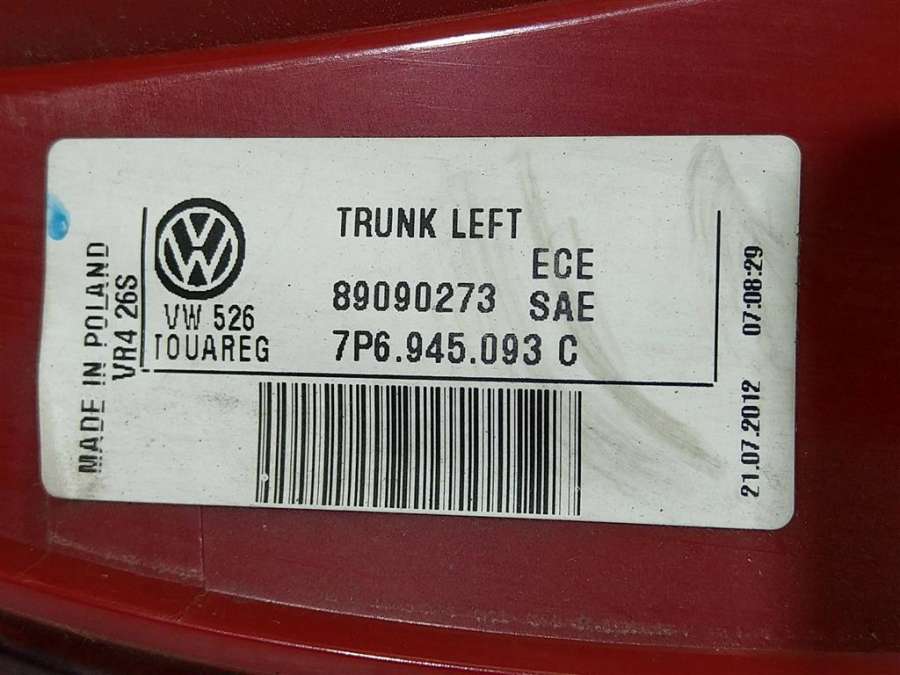 TRUNK LEFT
ECE
89090273 SAE
7P6.945.093 C
VW 526
TOUAREG
MADE IN POLAND
VR4 26S
21.07.2012 07:08:29